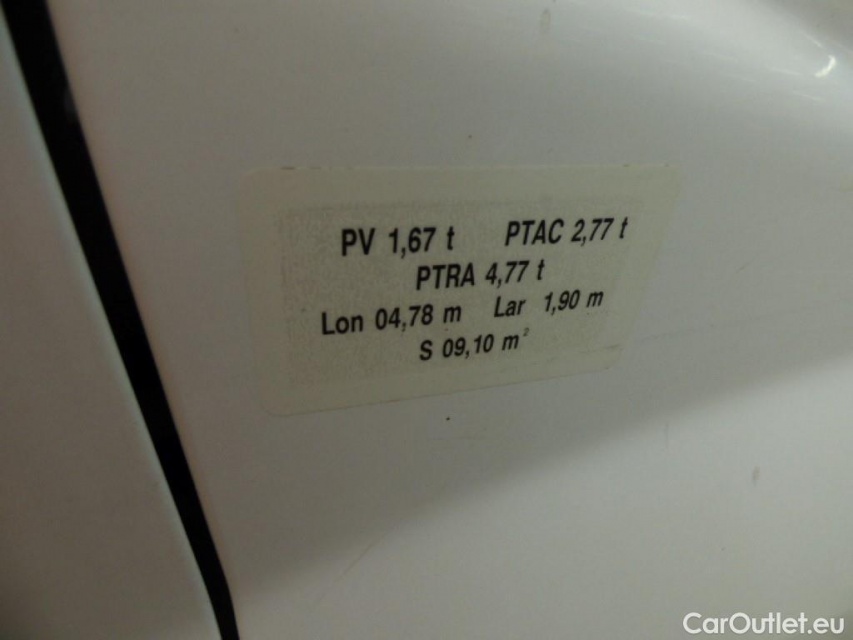 PV 1,67 t PTAC 2,77 t
PTRA 4,77 t
Lon 04,78 m Lar 1,90 m
S 09,10 m²
CarOutlet.eu